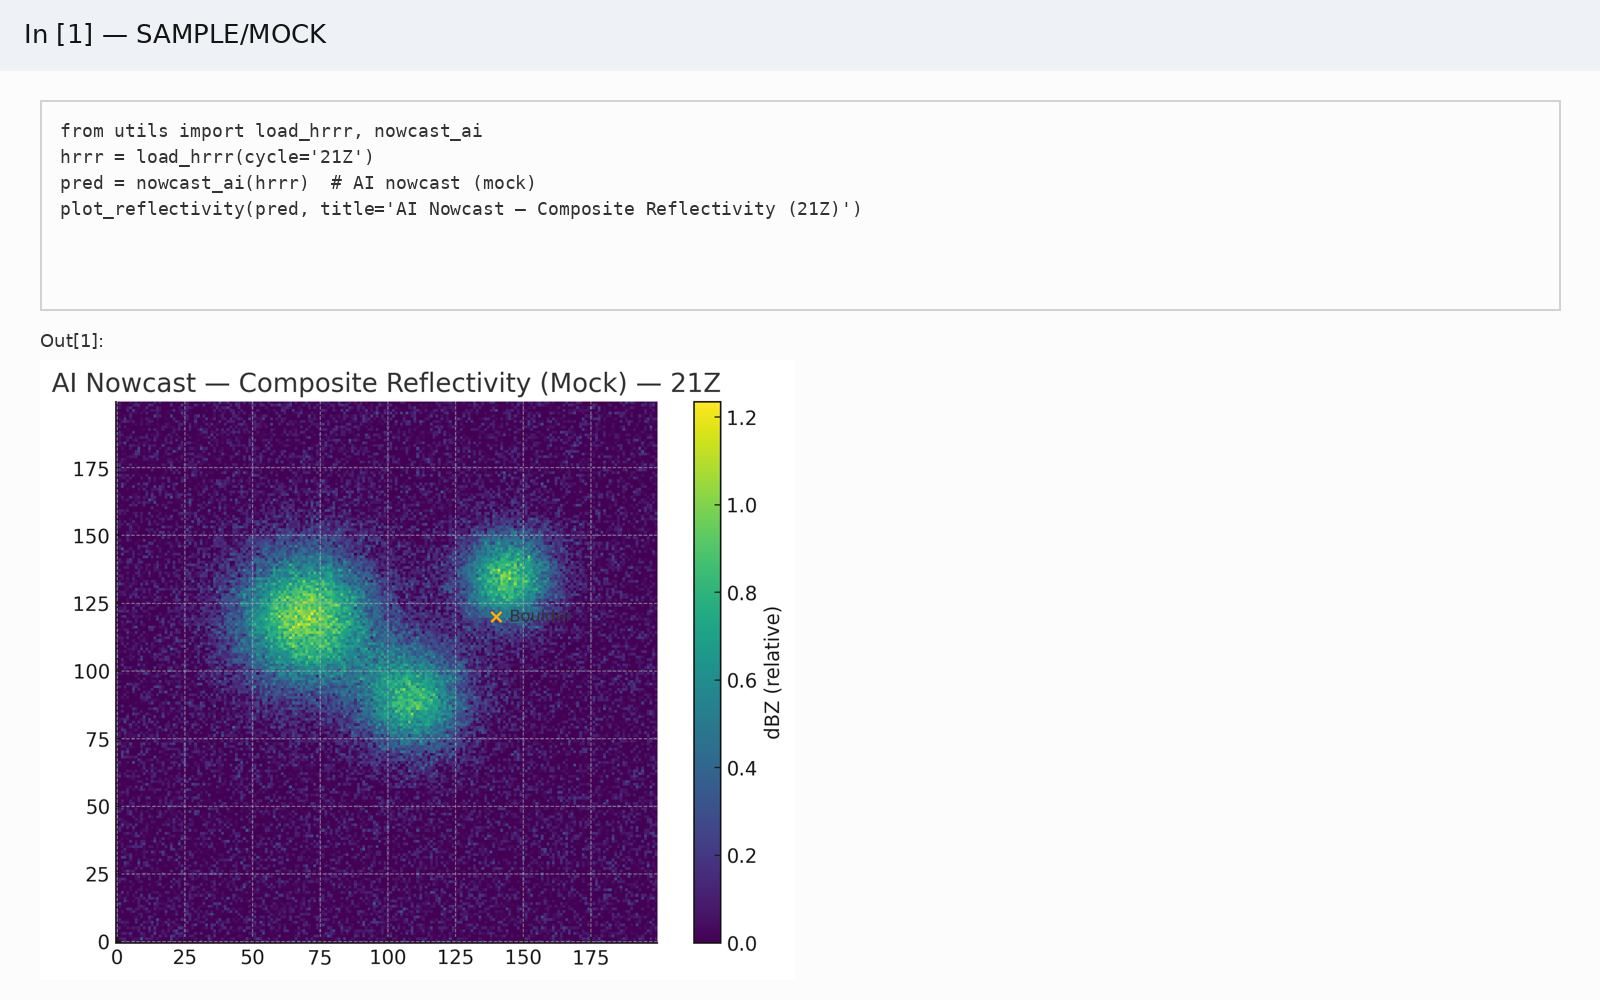 In [1] — SAMPLE/MOCK
from utils import load_hrrr, nowcast_ai
hrrr = load_hrrr(cycle='21Z')
pred = nowcast_ai(hrrr)  # AI nowcast (mock)
plot_reflectivity(pred, title='AI Nowcast — Composite Reflectivity (21Z)')
Out[1]:
AI Nowcast — Composite Reflectivity (Mock) — 21Z
175
150
125
100
75
50
25
0
0 25 50 75 100 125 150 175
Boulder
1.2
1.0
0.8
0.6
0.4
0.2
0.0
dBZ (relative)